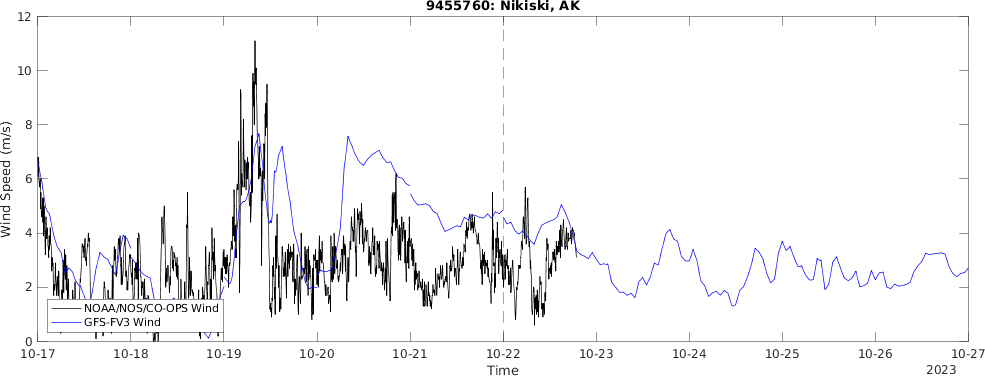 9455760: Nikiski, AK
Wind Speed (m/s)
12
10
8
6
4
2
0
NOAA/NOS/CO-OPS Wind
GFS-FV3 Wind
10-17 10-18 10-19 10-20 10-21 10-22 10-23 10-24 10-25 10-26 10-27
Time
2023